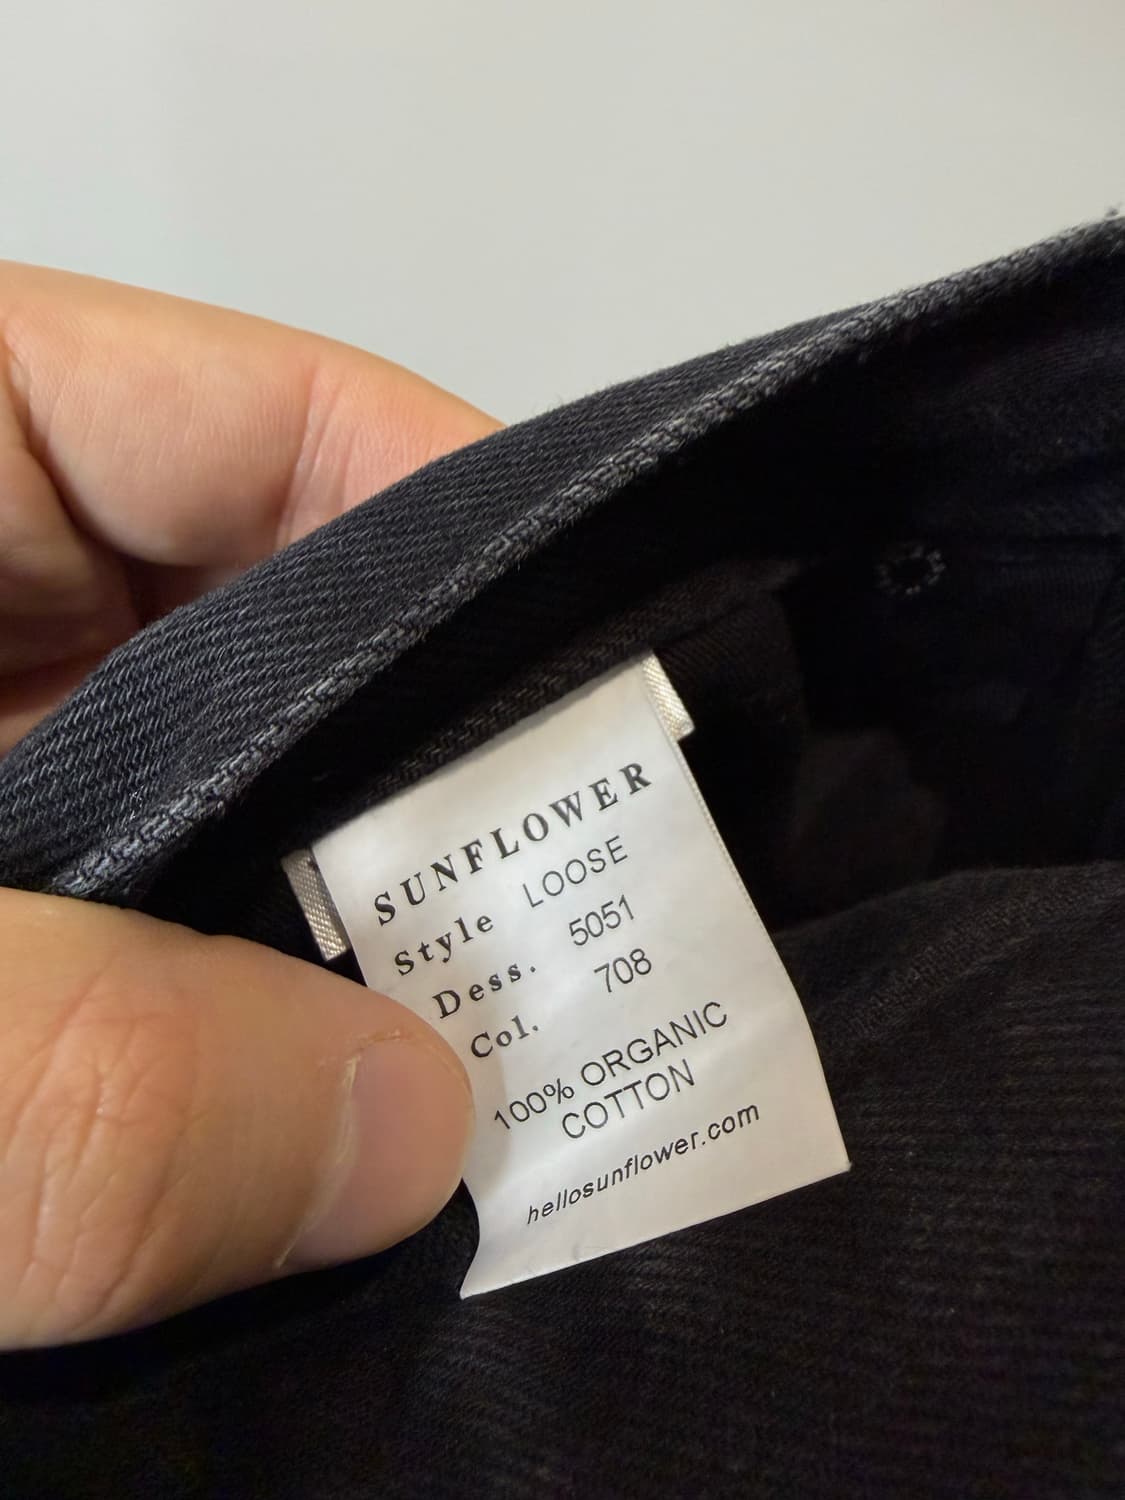 SUNFLOWER
Style LOOSE
Dess. 5051
Col. 708
100% ORGANIC
COTTON
hellosunflower.com